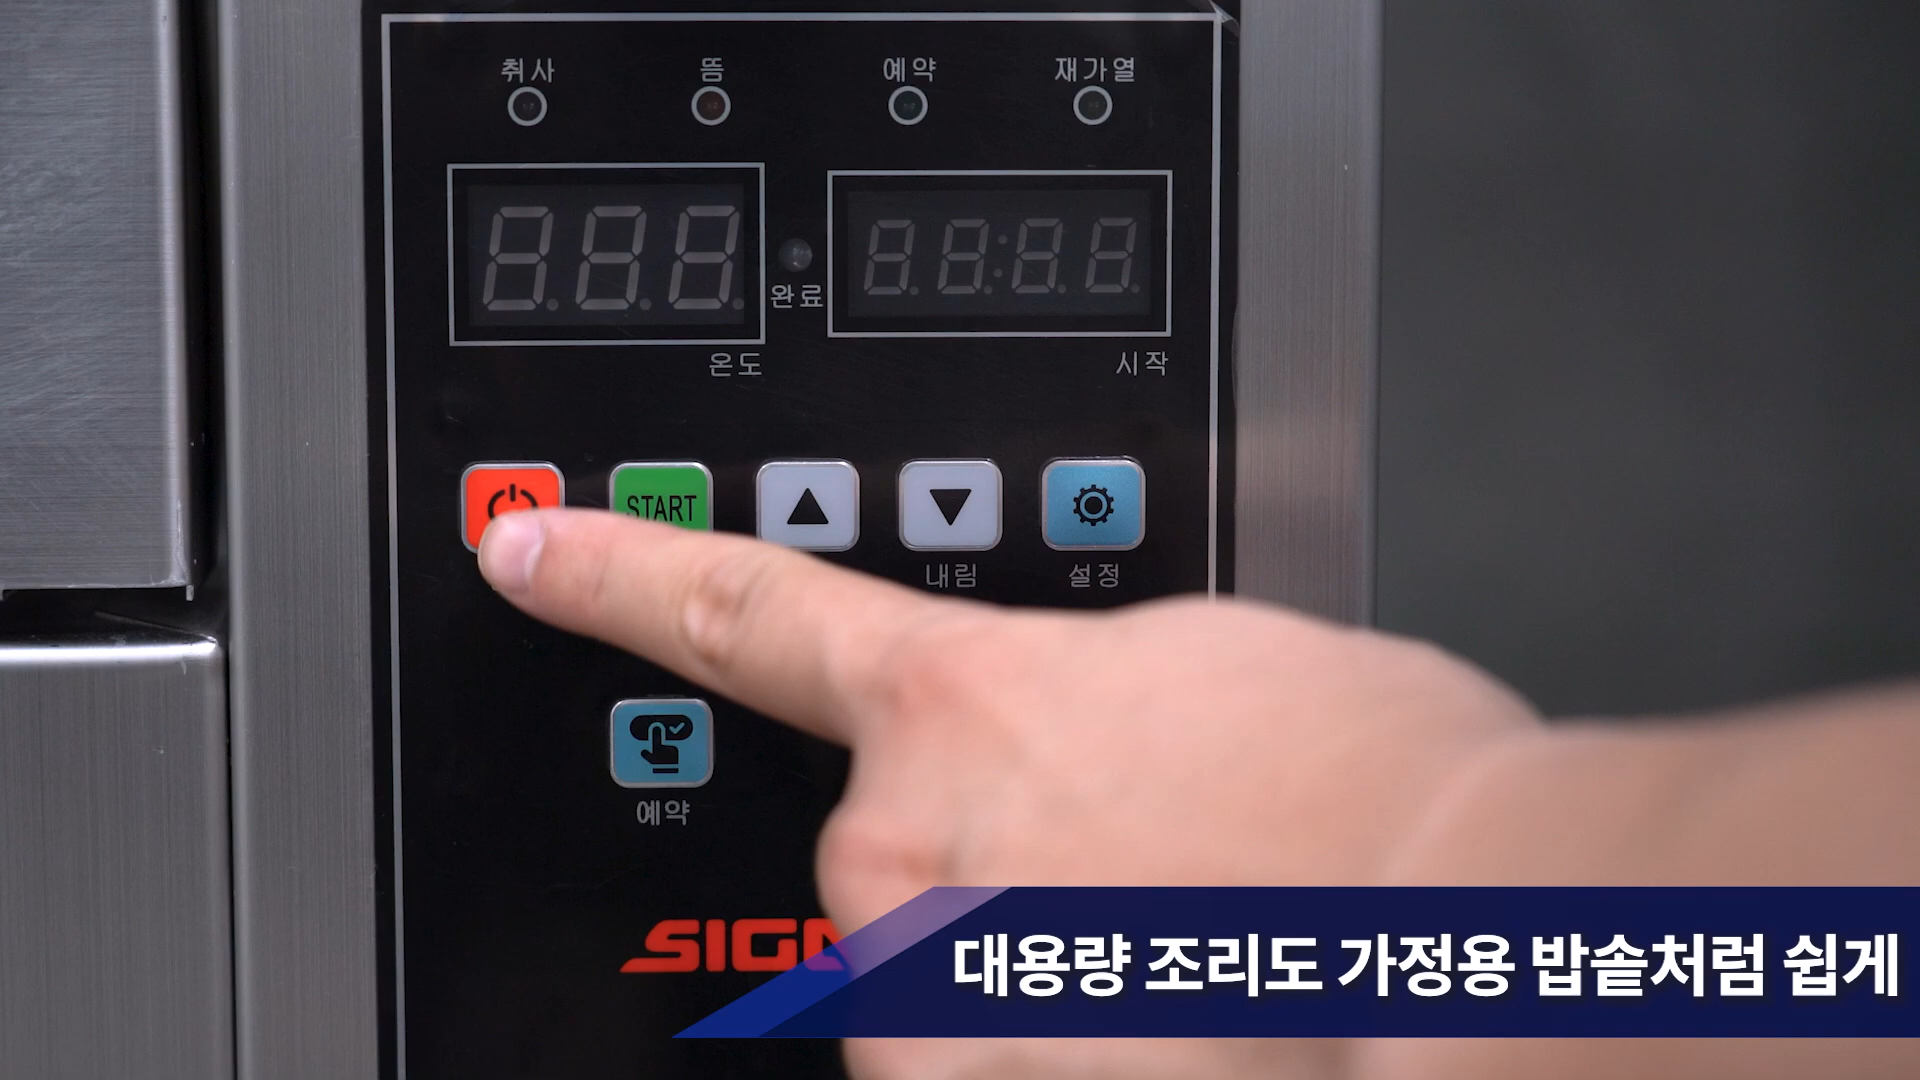 취사 뜸 예약 재가열
완료
온도 시작
START
내림 설정
예약
대용량 조리도 가정용 밥솥처럼 쉽게